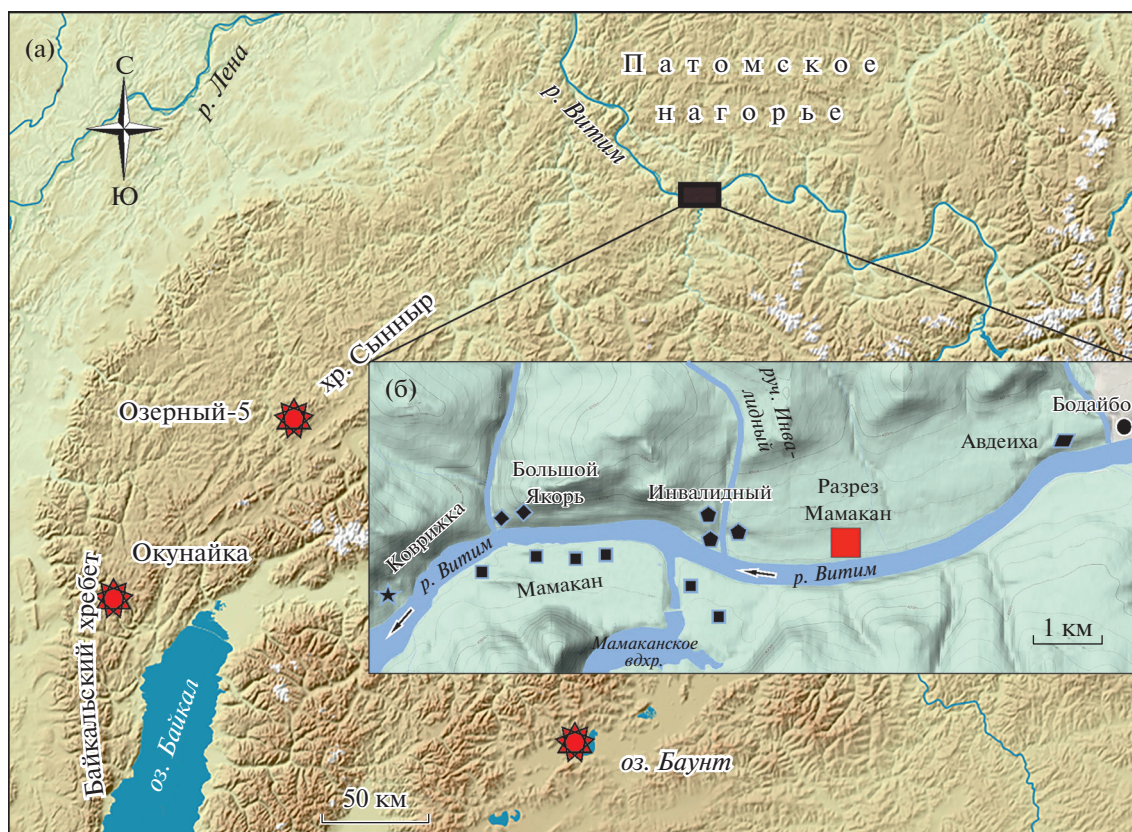 (а)
С
Ю
р. Лена
р. Витим
Патомское
нагорье
хр. Сынныр
Озерный-5
Окунайка
Байкальский хребет
оз. Байкал
оз. Баунт
50 км
(б)
руч. Инва-
лидный
Бодайбо
Авдеиха
Большой
Якорь
Инвалидный
Разрез
Мамакан
Коврижка
р. Витим
Мамакан
р. Витим
Мамаканское
вдхр.
1 км